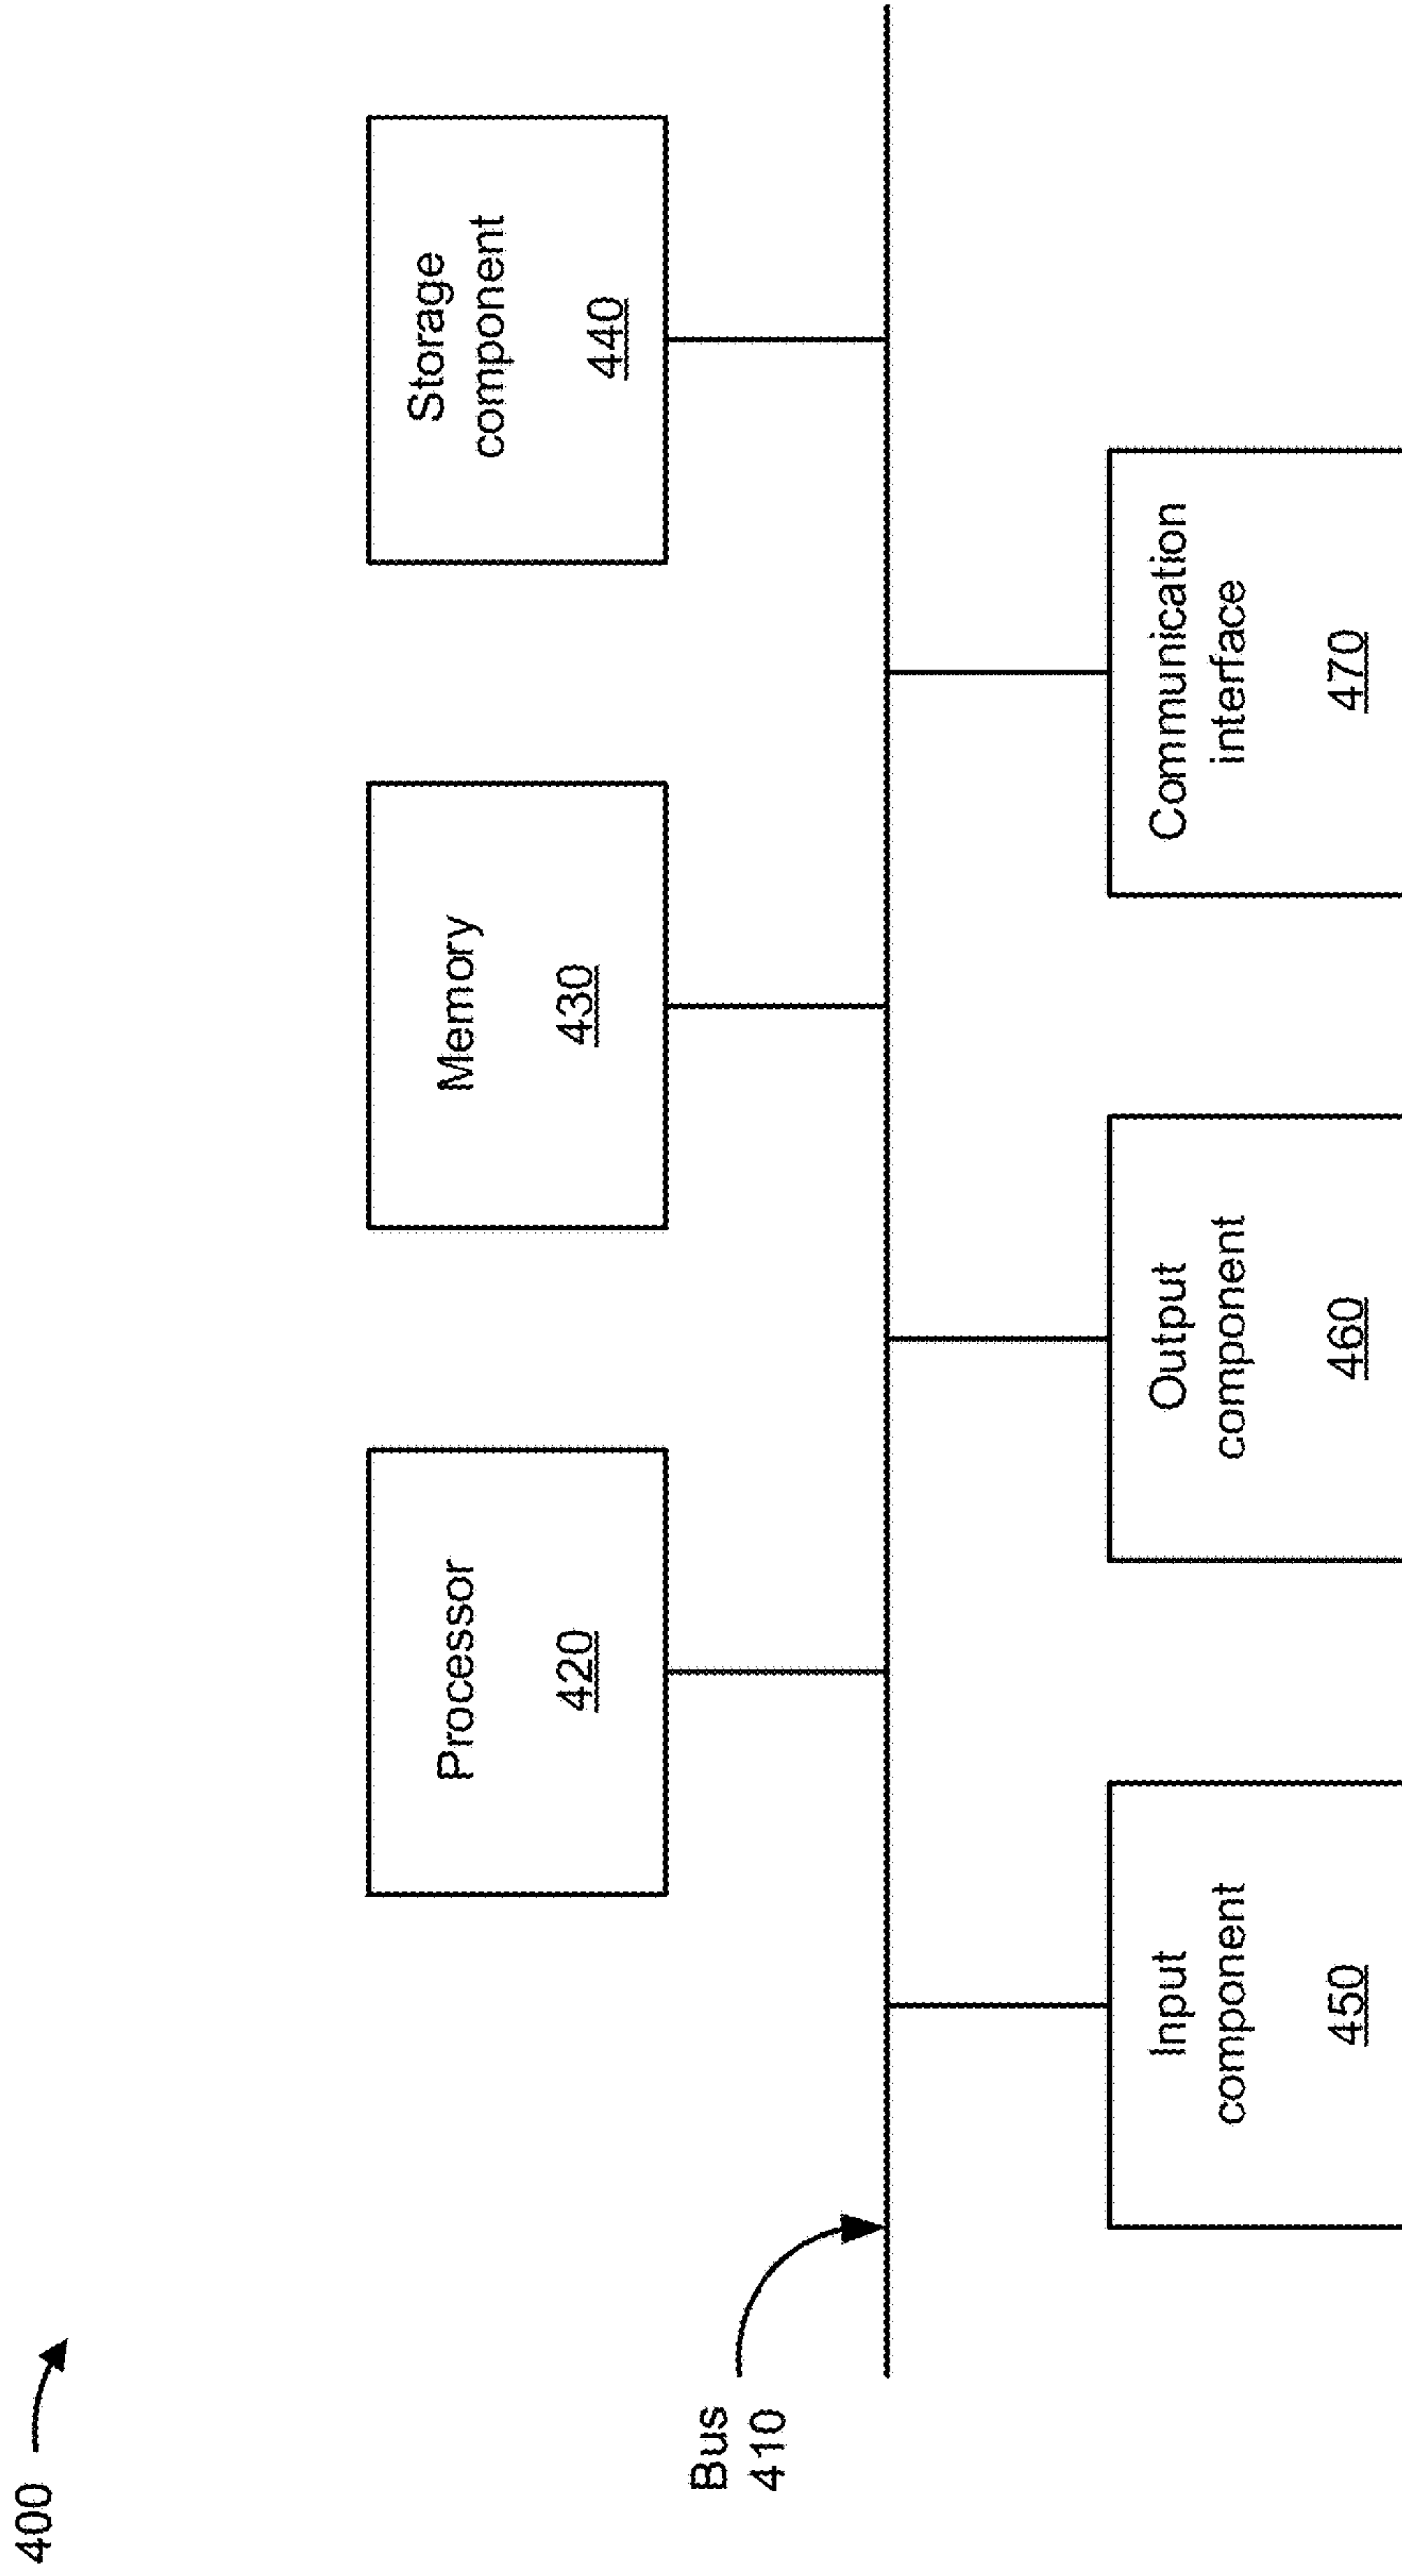 400
Processor
420
Memory
430
Storage
component
440
Bus
410
Input
component
450
Output
component
460
Communication
interface
470